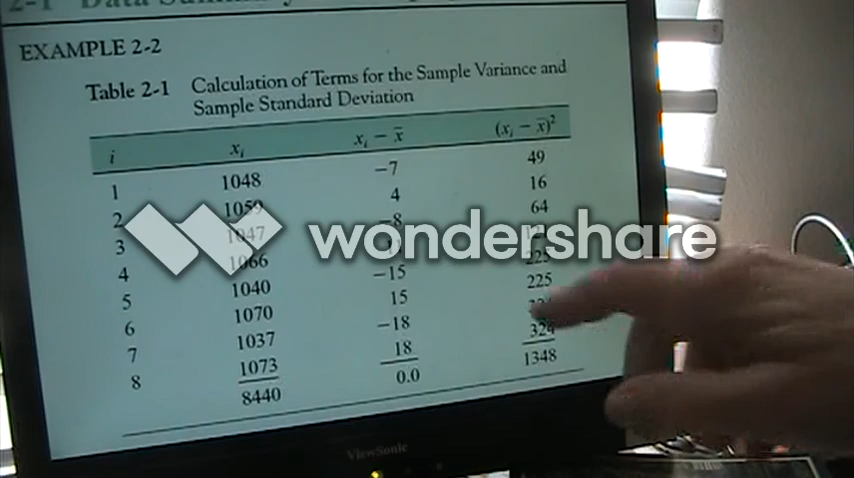 2-1 Data
EXAMPLE 2-2
Table 2-1 Calculation of Terms for the Sample Variance and
Sample Standard Deviation
i xᵢ xᵢ − x̄ (xᵢ − x̄)²
1 1048 −7 49
2 1059 4 16
3 1047 −8 64
4 1066
5 1040 −15 225
6 1070 15 225
7 1037 −18
8 1073 18 324
8440 0.0 1348
wondershare
ViewSonic